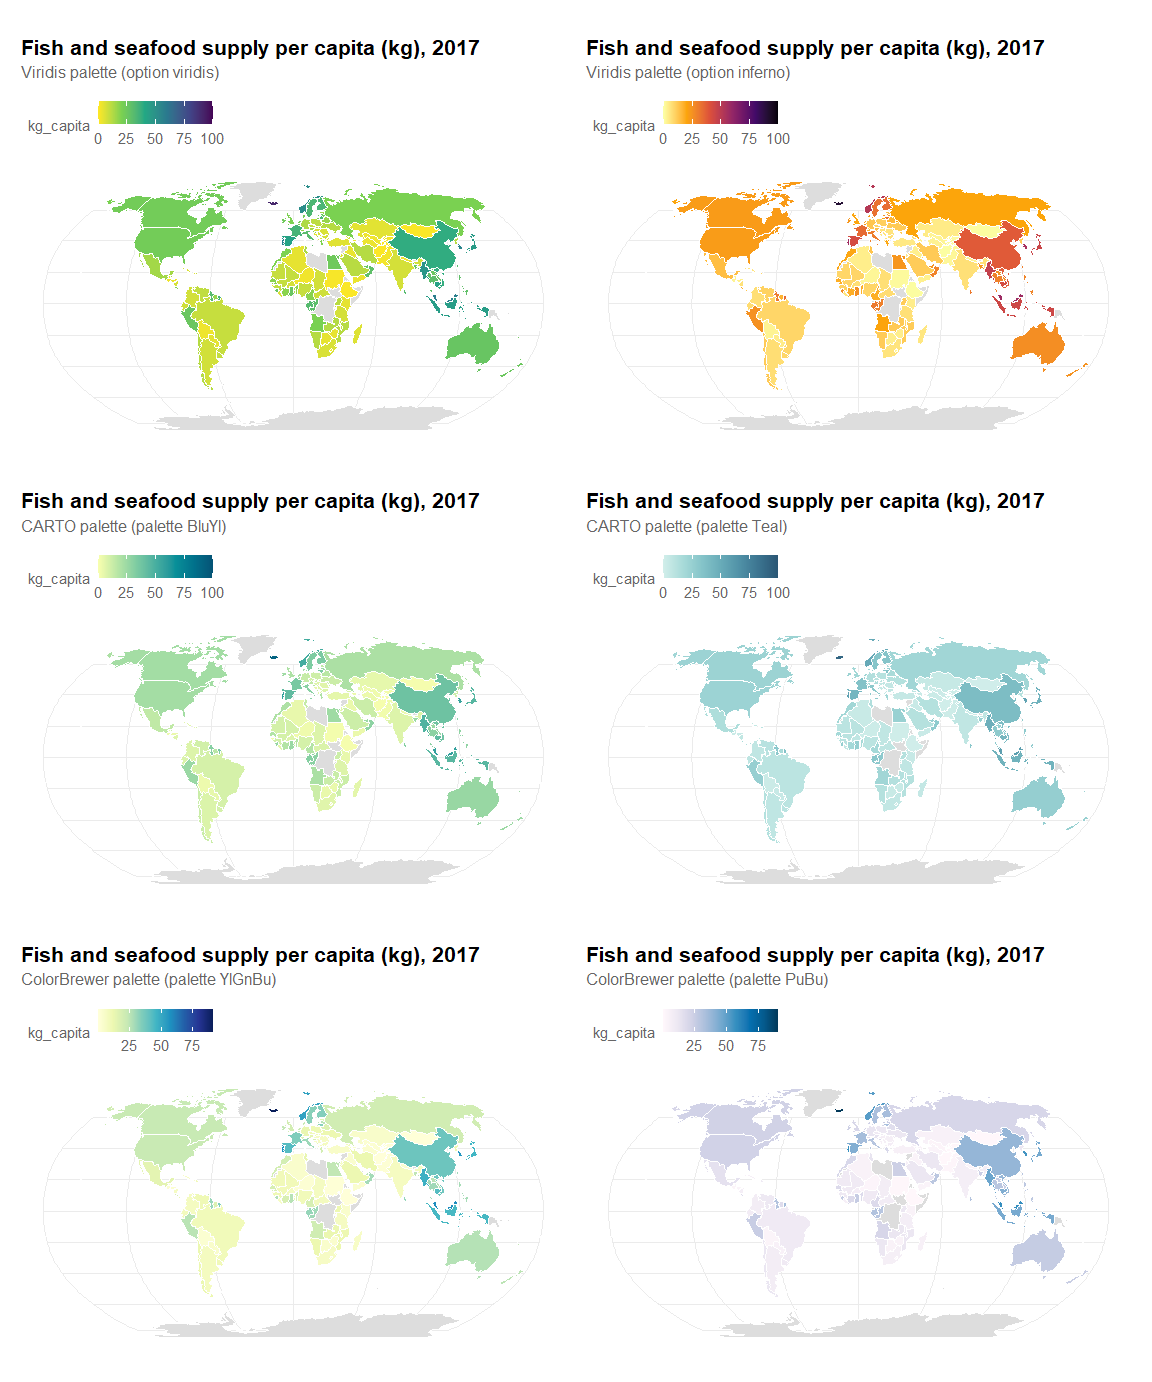 Fish and seafood supply per capita (kg), 2017
Viridis palette (option viridis)
kg_capita
0 25 50 75 100
Fish and seafood supply per capita (kg), 2017
Viridis palette (option inferno)
kg_capita
0 25 50 75 100
Fish and seafood supply per capita (kg), 2017
CARTO palette (palette BluYl)
kg_capita
0 25 50 75 100
Fish and seafood supply per capita (kg), 2017
CARTO palette (palette Teal)
kg_capita
0 25 50 75 100
Fish and seafood supply per capita (kg), 2017
ColorBrewer palette (palette YlGnBu)
kg_capita
25 50 75
Fish and seafood supply per capita (kg), 2017
ColorBrewer palette (palette PuBu)
kg_capita
25 50 75